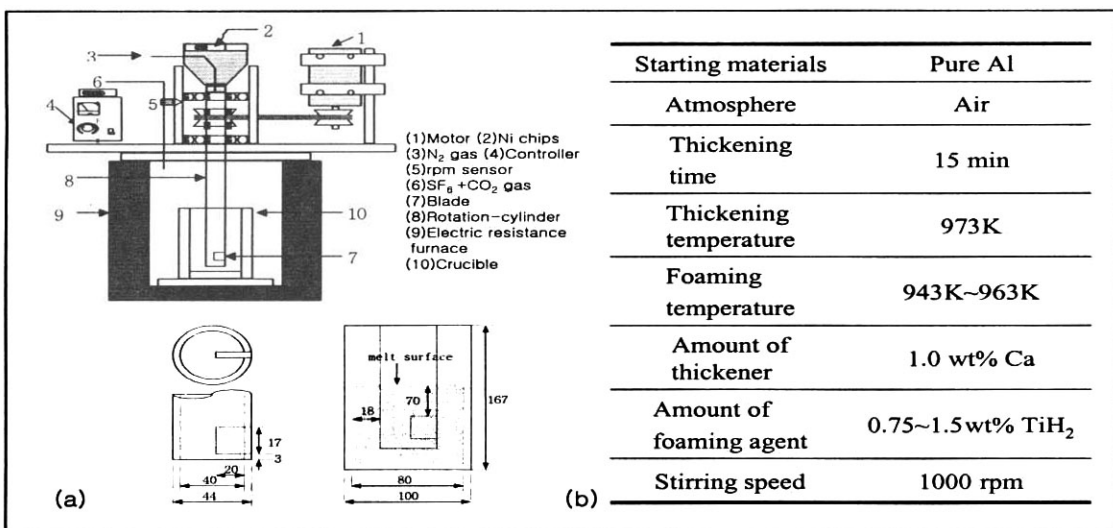 2
1
3
6
5
4
8
9
10
7
(1)Motor (2)Ni chips
(3)N₂ gas (4)Controller
(5)rpm sensor
(6)SF₆ +CO₂ gas
(7)Blade
(8)Rotation-cylinder
(9)Electric resistance
furnace
(10)Crucible
melt surface
70
18
167
17
3
20
40
44
80
100
(a)
(b)
Starting materials Pure Al
Atmosphere Air
Thickening
time
15 min
Thickening
temperature
973K
Foaming
temperature
943K~963K
Amount of
thickener
1.0 wt% Ca
Amount of
foaming agent
0.75~1.5wt% TiH₂
Stirring speed 1000 rpm